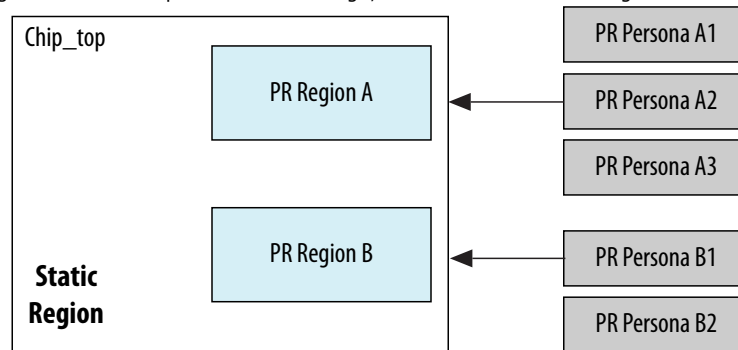 Chip_top
PR Region A
PR Region B
Static
Region
PR Persona A1
PR Persona A2
PR Persona A3
PR Persona B1
PR Persona B2